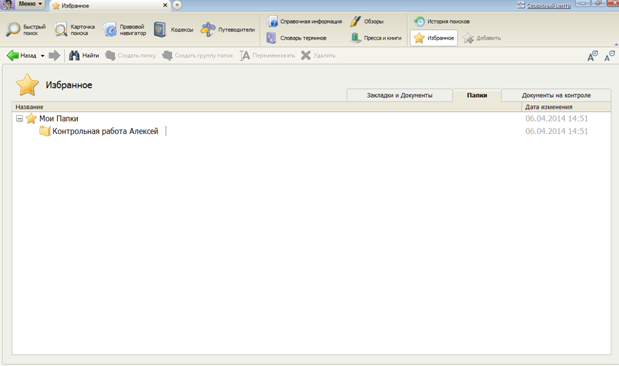 Меню
Избранное
Сервисный центр
Быстрый поиск
Карточка поиска
Правовой навигатор
Кодексы
Путеводители
Справочная информация
Словарь терминов
Обзоры
Пресса и книги
История поисков
Избранное
Добавить
Назад
Найти
Создать папку
Создать группу папок
Переименовать
Удалить
Избранное
Закладки и Документы
Папки
Документы на контроле
Название
Дата изменения
Мои Папки
06.04.2014 14:51
Контрольная работа Алексей
06.04.2014 14:51